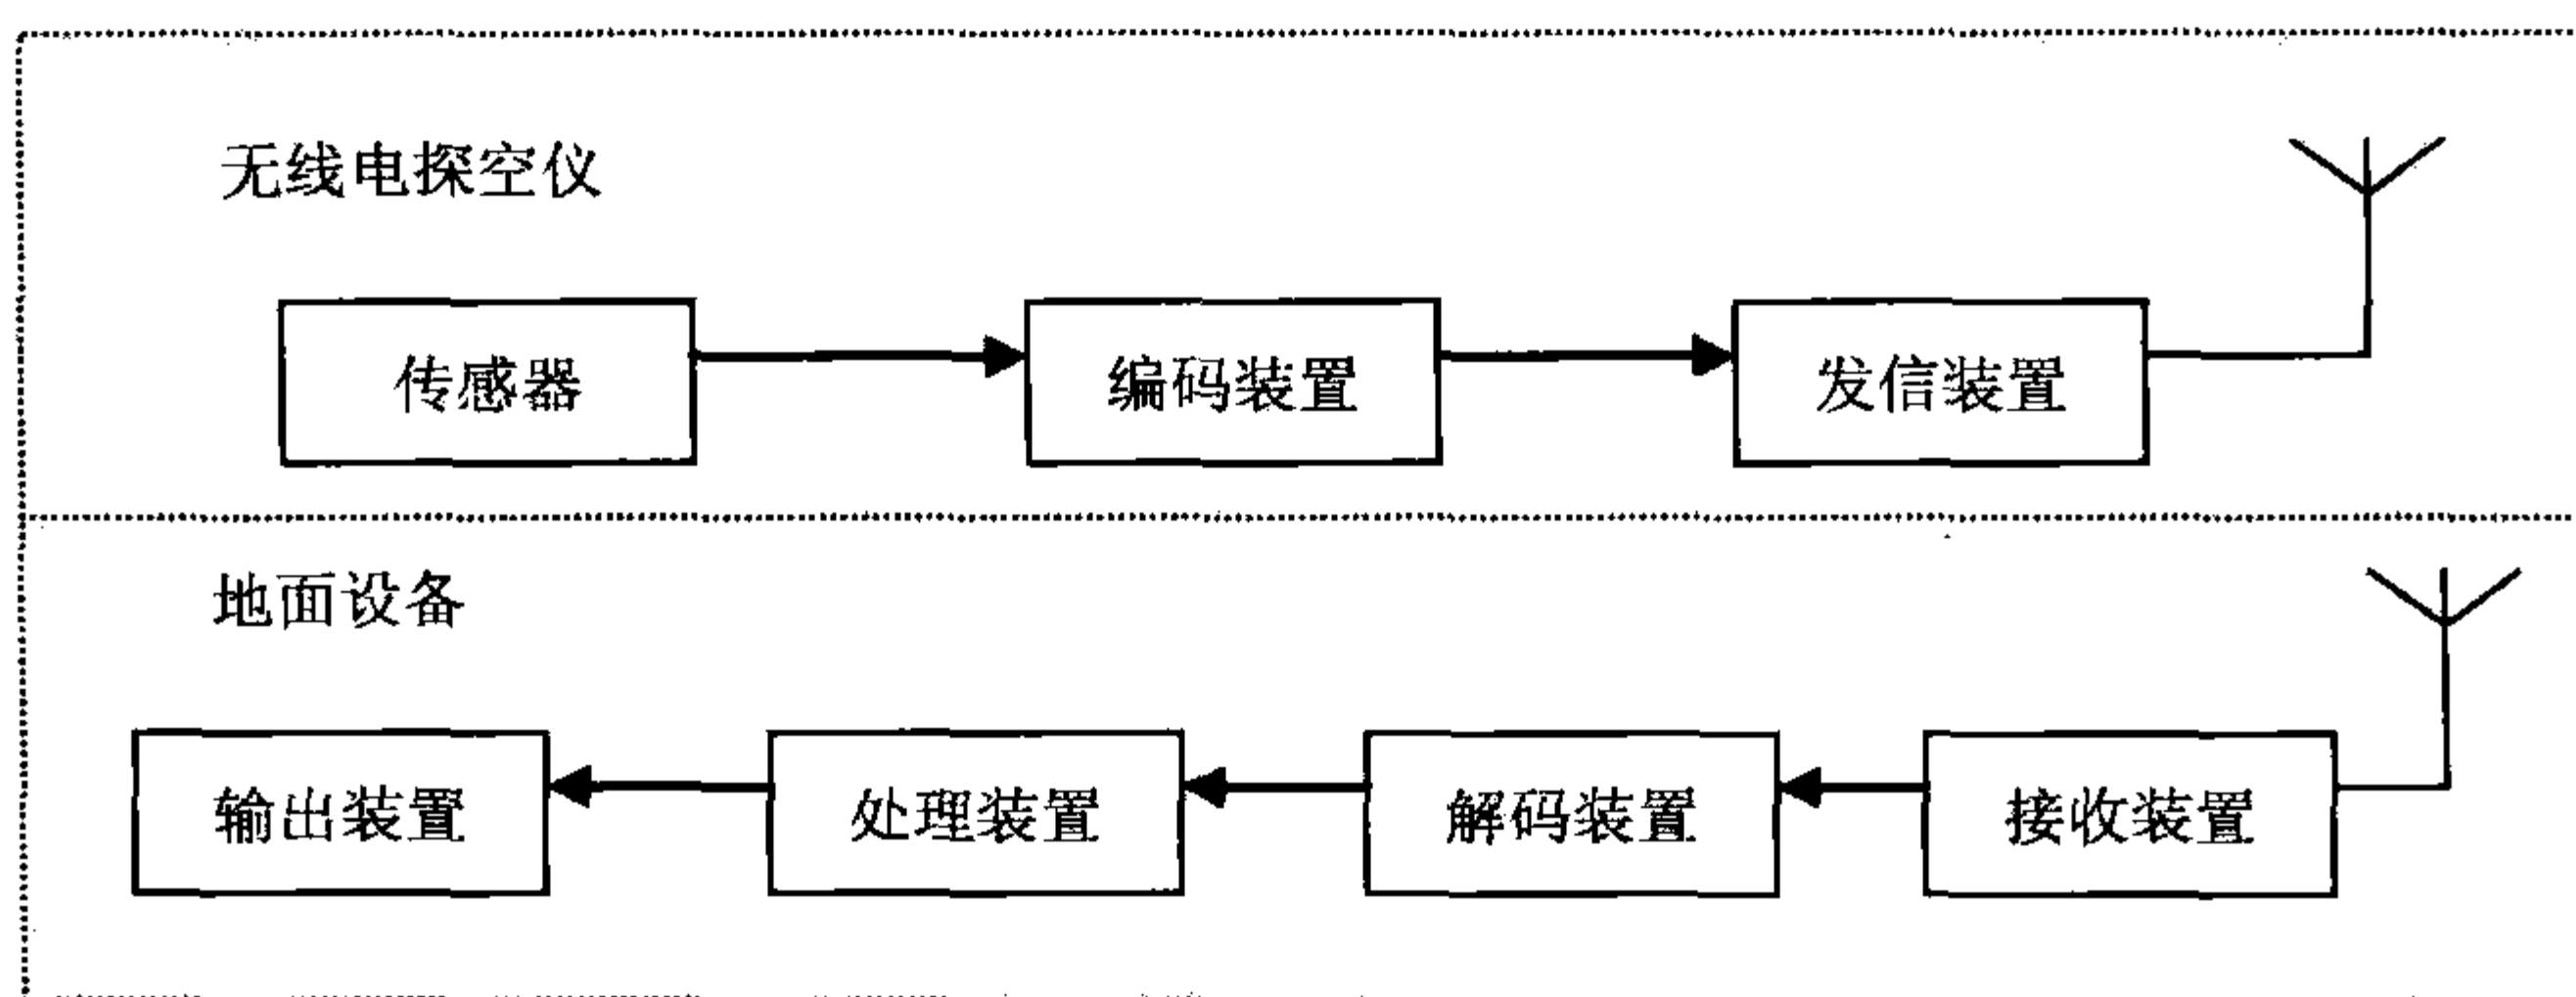 无线电探空仪
传感器
编码装置
发信装置
地面设备
输出装置
处理装置
解码装置
接收装置